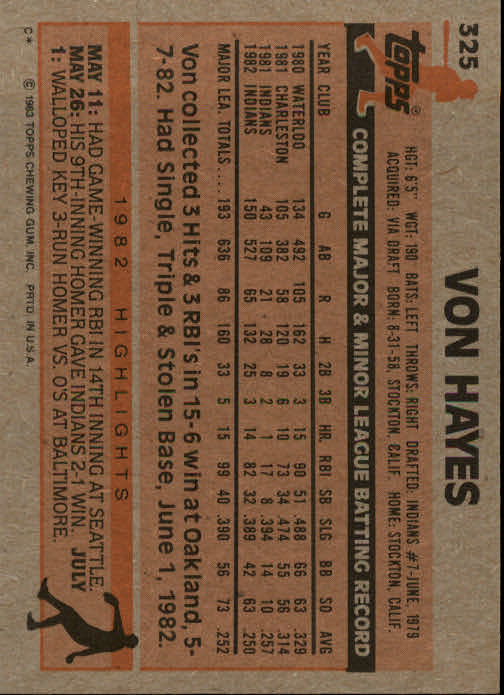 325
topps®
VON HAYES
HGT: 6'5" WGT: 190 BATS: LEFT THROWS: RIGHT DRAFTED: INDIANS #7-JUNE, 1979
ACQUIRED: VIA DRAFT BORN: 8-31-58, STOCKTON, CALIF. HOME: STOCKTON, CALIF.
COMPLETE MAJOR & MINOR LEAGUE BATTING RECORD
YEAR CLUB G AB R H 2B 3B HR. RBI SB SLG BB SO AVG
1980 WATERLOO 134 492 105 162 33 3 15 90 51 .488 66 63 .329
1981 CHARLESTON 105 382 58 120 19 6 10 73 34 .474 55 56 .314
1981 INDIANS 43 109 21 28 8 2 1 17 8 .394 14 10 .257
1982 INDIANS 150 527 65 132 25 3 14 82 32 .389 42 63 .250
MAJOR LEA. TOTALS .... 193 636 86 160 33 5 15 99 40 .390 56 73 .252
Von collected 3 Hits & 3 RBI's in 15-6 win at Oakland, 5-
7-82. Had Single, Triple & Stolen Base, June 1, 1982.
1982 HIGHLIGHTS
MAY 11: HAD GAME-WINNING RBI IN 14TH INNING AT SEATTLE.
MAY 26: HIS 9TH-INNING HOMER GAVE INDIANS 2-1 WIN. JULY
1: WALLOPED KEY 3-RUN HOMER VS. O'S AT BALTIMORE.
C* © 1983 TOPPS CHEWING GUM, INC. PRTD. IN U.S.A.